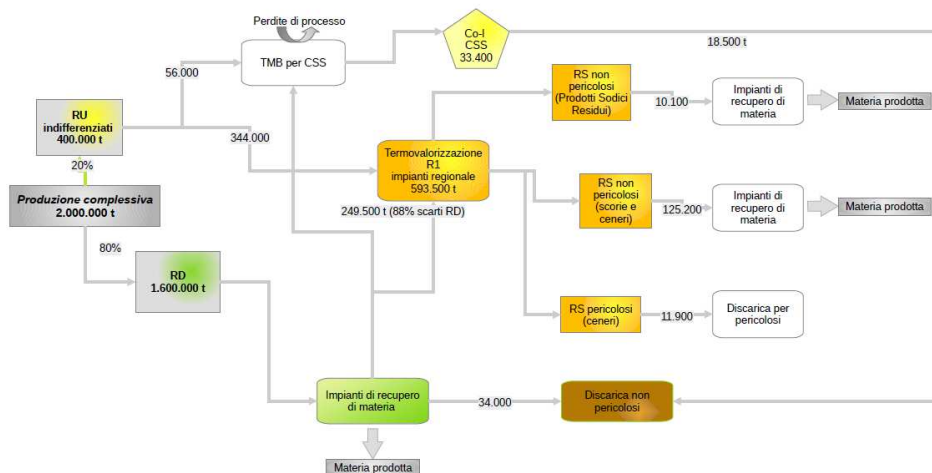 Perdite di processo
TMB per CSS
Co-I
CSS
33.400
18.500 t
56.000
RU
indifferenziati
400.000 t
344.000
20%
Produzione complessiva
2.000.000 t
80%
RD
1.600.000 t
Termovalorizzazione
R1
impianti regionale
593.500 t
249.500 t (88% scarti RD)
RS non
pericolosi
(Prodotti Sodici
Residui)
10.100
Impianti di
recupero di
materia
Materia prodotta
RS non
pericolosi
(scorie e
ceneri)
125.200
Impianti di
recupero di
materia
Materia prodotta
RS pericolosi
(ceneri)
11.900
Discarica per
pericolosi
Impianti di recupero
di materia
34.000
Discarica non
pericolosi
Materia prodotta